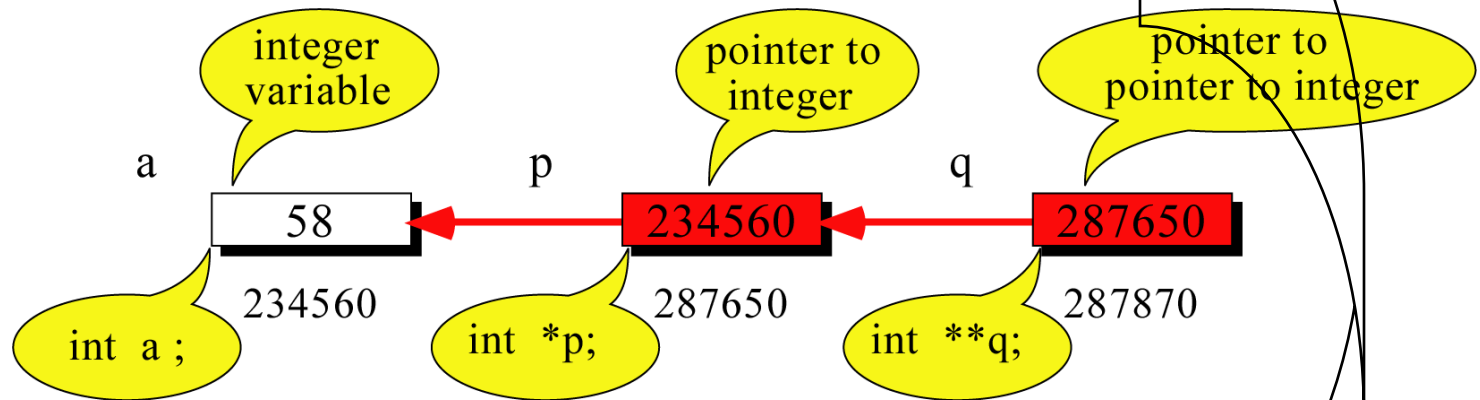 integer
variable
pointer to
integer
pointer to
pointer to integer
a
p
q
58
234560
287650
234560
287650
287870
int a ;
int *p;
int **q;